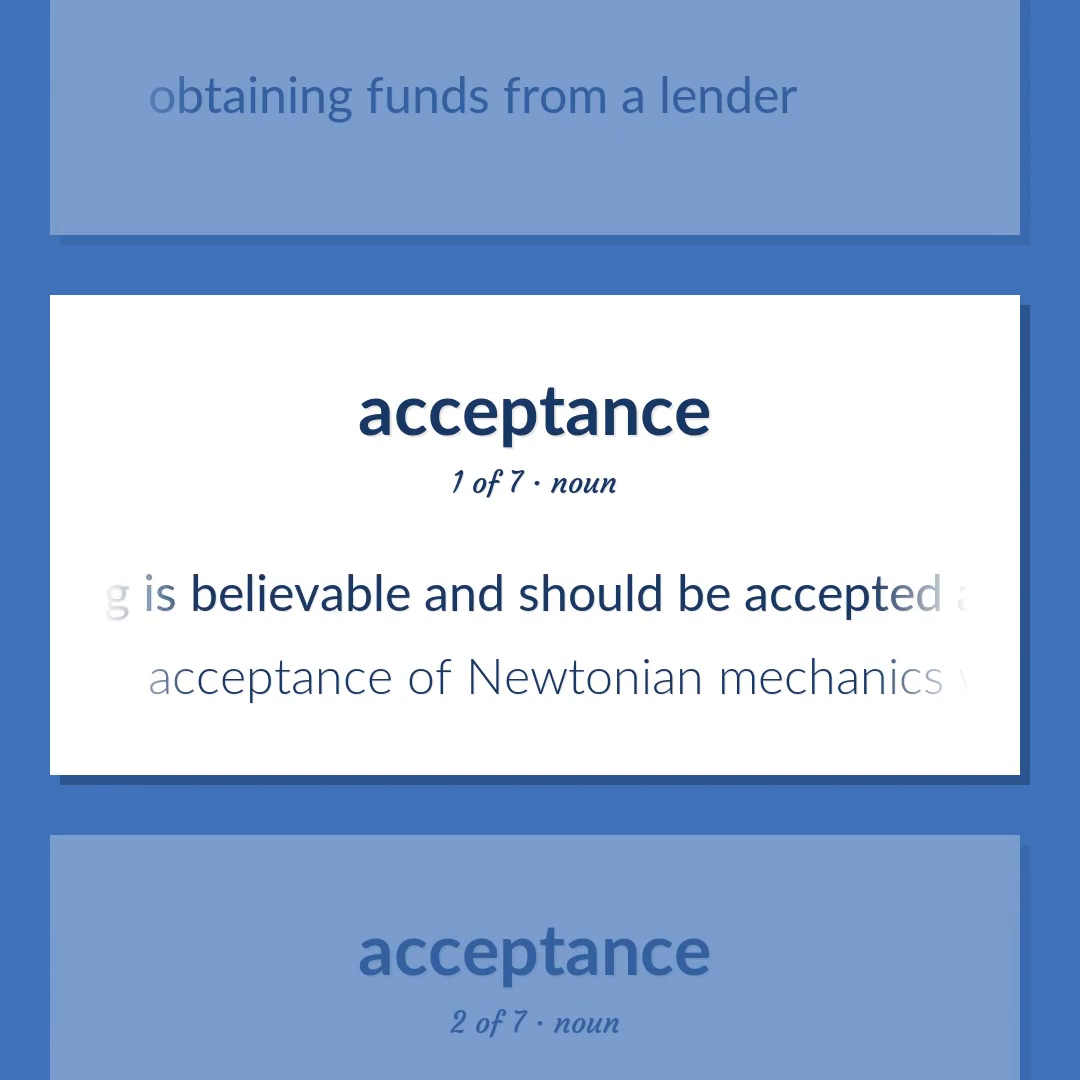 obtaining funds from a lender
acceptance
1 of 7 · noun
is believable and should be accepted
acceptance of Newtonian mechanics
acceptance
2 of 7 · noun